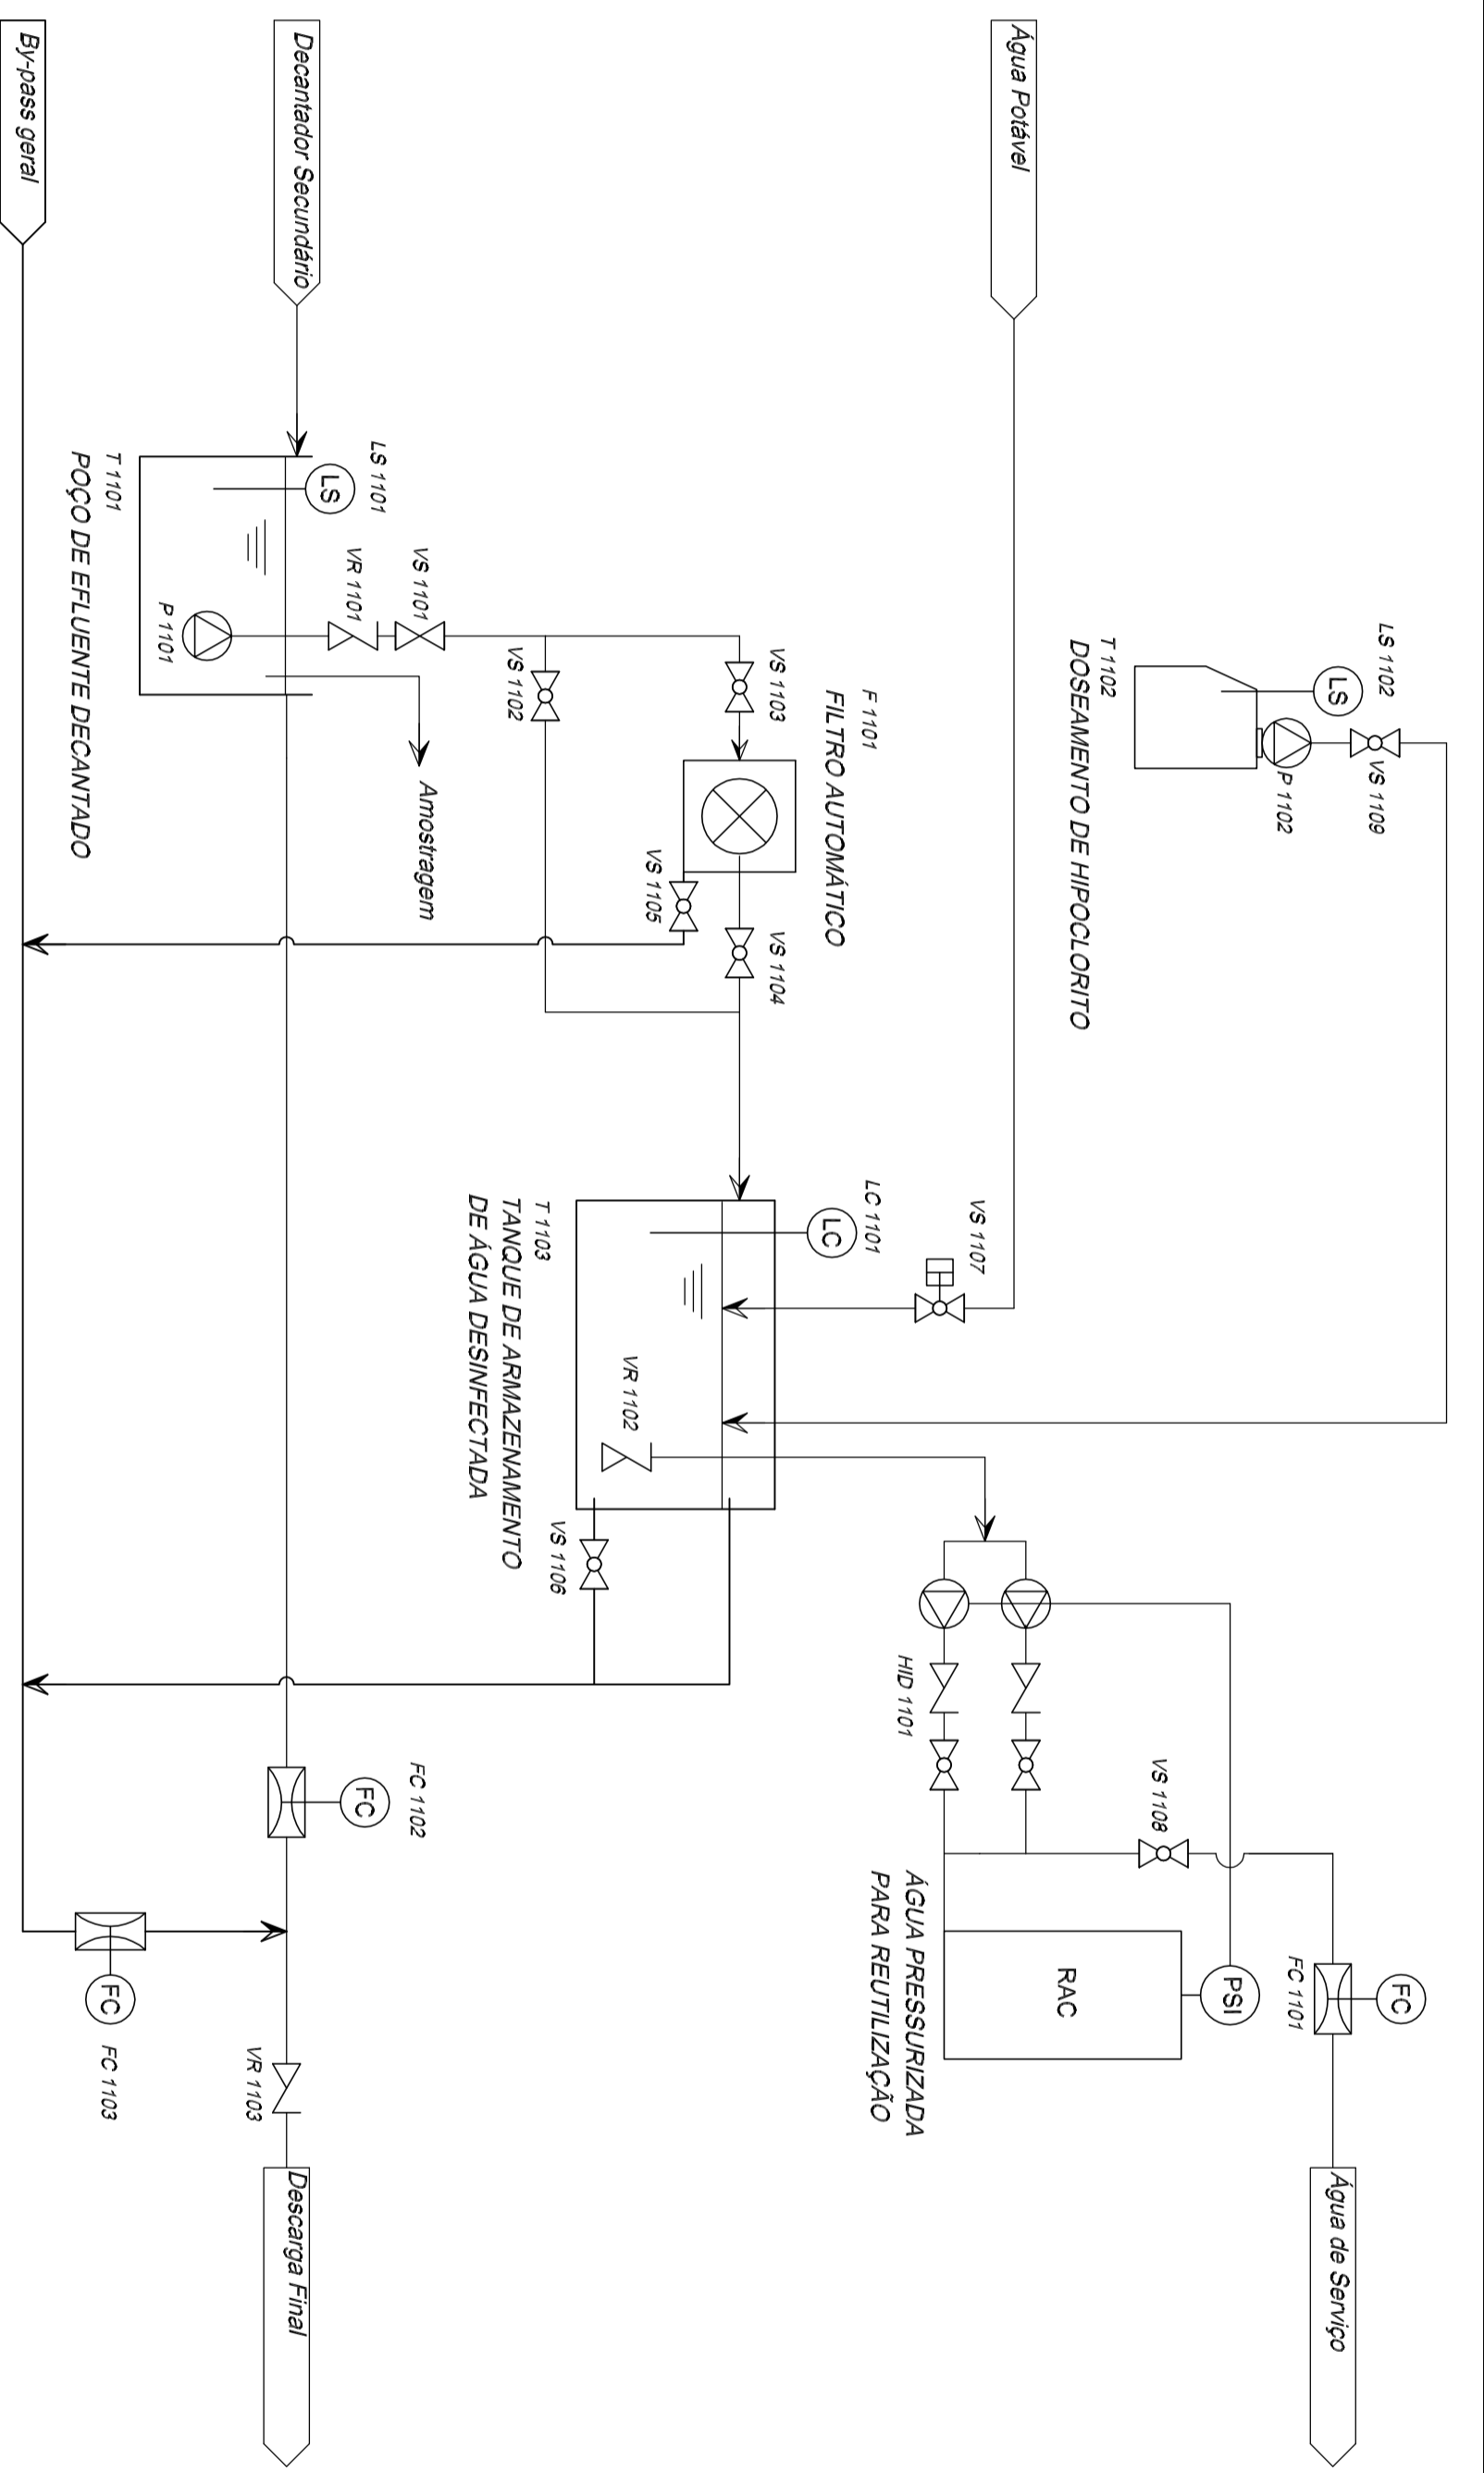 LS 1102
LS
VS 1109
P 1102
T 1102
DOSEAMENTO DE HIPOCLORITO
Água Potável
F 1101
FILTRO AUTOMÁTICO
VS 1103
VS 1104
VS 1105
VS 1102
VS 1101
VR 1101
LS 1101
LS
P 1101
Amostragem
Decantador Secundário
T 1101
POÇO DE EFLUENTE DECANTADO
By-pass geral
VS 1107
LC 1101
LC
VR 1102
T 1103
TANQUE DE ARMAZENAMENTO
DE ÁGUA DESINFECTADA
VS 1106
HID 1101
VS 1108
FC
FC 1101
PSI
RAC
ÁGUA PRESSURIZADA
PARA REUTILIZAÇÃO
Água de Serviço
FC 1102
FC
FC
FC 1103
VR 1103
Descarga Final